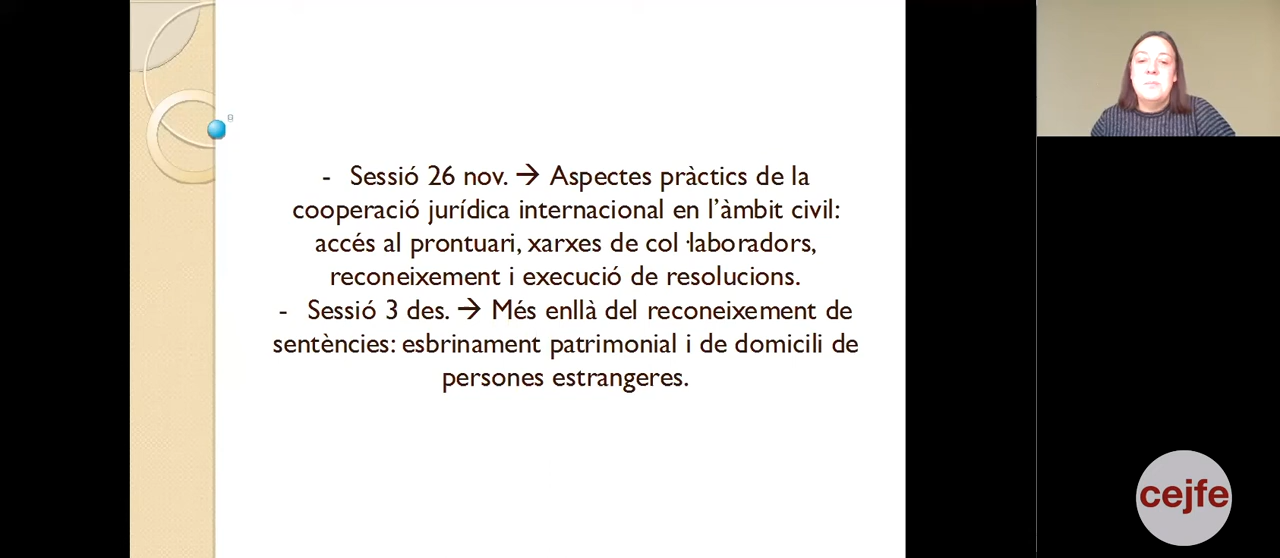 9
- Sessió 26 nov. → Aspectes pràctics de la
cooperació jurídica internacional en l’àmbit civil:
accés al prontuari, xarxes de col·laboradors,
reconeixement i execució de resolucions.
- Sessió 3 des. → Més enllà del reconeixement de
sentències: esbrinament patrimonial i de domicili de
persones estrangeres.
cejfe